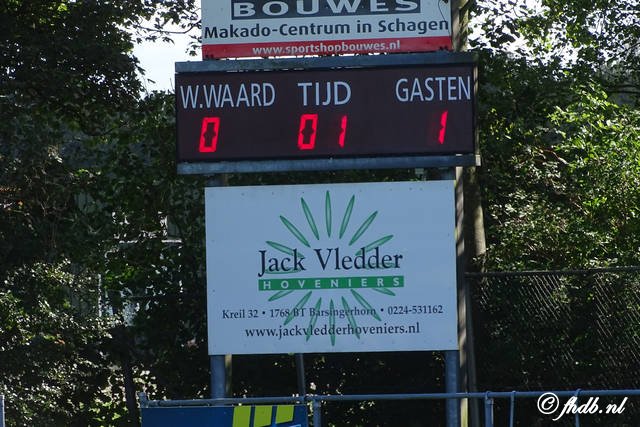 BOUWES
Makado-Centrum in Schagen
www.sportshopbouwes.nl
W.WAARD TIJD GASTEN
0 01 1
Jack Vledder
HOVENIERS
Kreil 32 • 1768 BT Barsingerhorn • 0224-531162
www.jackvledderhoveniers.nl
© fhdb.nl